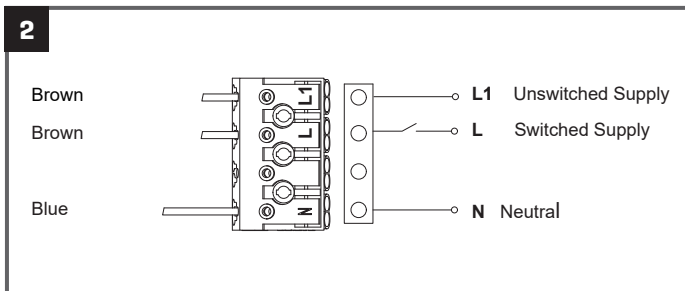 2
Brown
L1
L1 Unswitched Supply
Brown
L
L Switched Supply
Blue
N
N Neutral